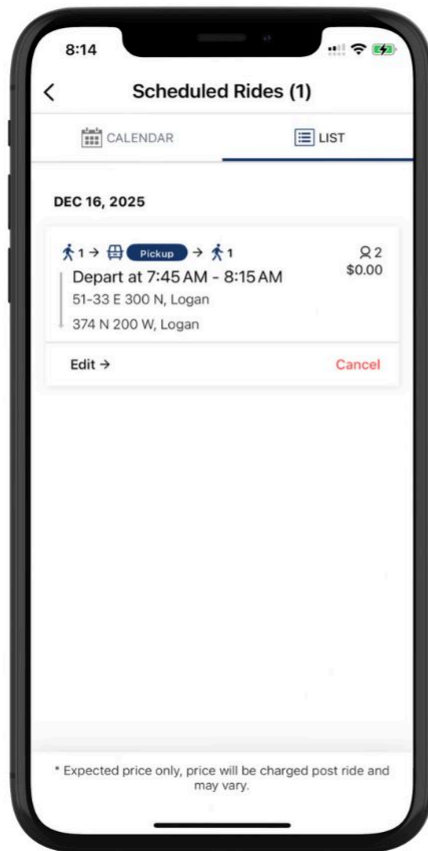 8:14
Scheduled Rides (1)
CALENDAR
LIST
DEC 16, 2025
1 → Pickup → 1
2
Depart at 7:45 AM - 8:15 AM
$0.00
51-33 E 300 N, Logan
374 N 200 W, Logan
Edit →
Cancel
* Expected price only, price will be charged post ride and
may vary.